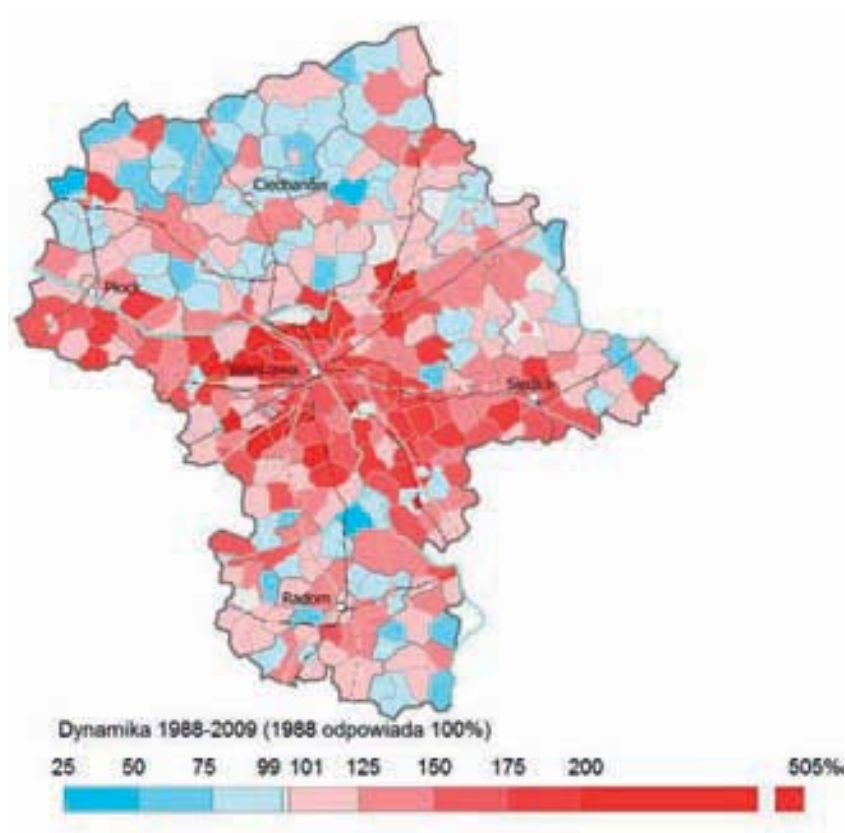 Ciechanów
Płock
Warszawa
Siedlce
Radom
Dynamika 1988-2009 (1988 odpowiada 100%)
25 50 75 99 101 125 150 175 200 505‰